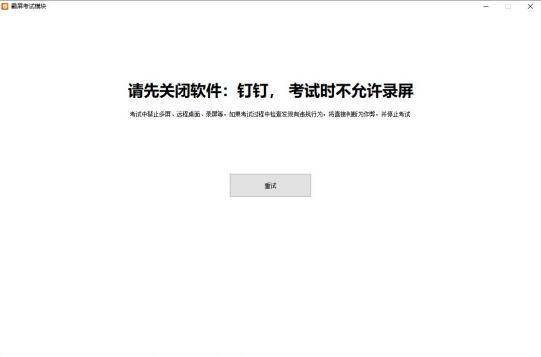 霸屏考试模块
请先关闭软件：钉钉， 考试时不允许录屏
考试中禁止多屏、远程桌面、录屏等，如果考试过程中检查发现有违规行为，将直接判断为作弊，并停止考试
重试